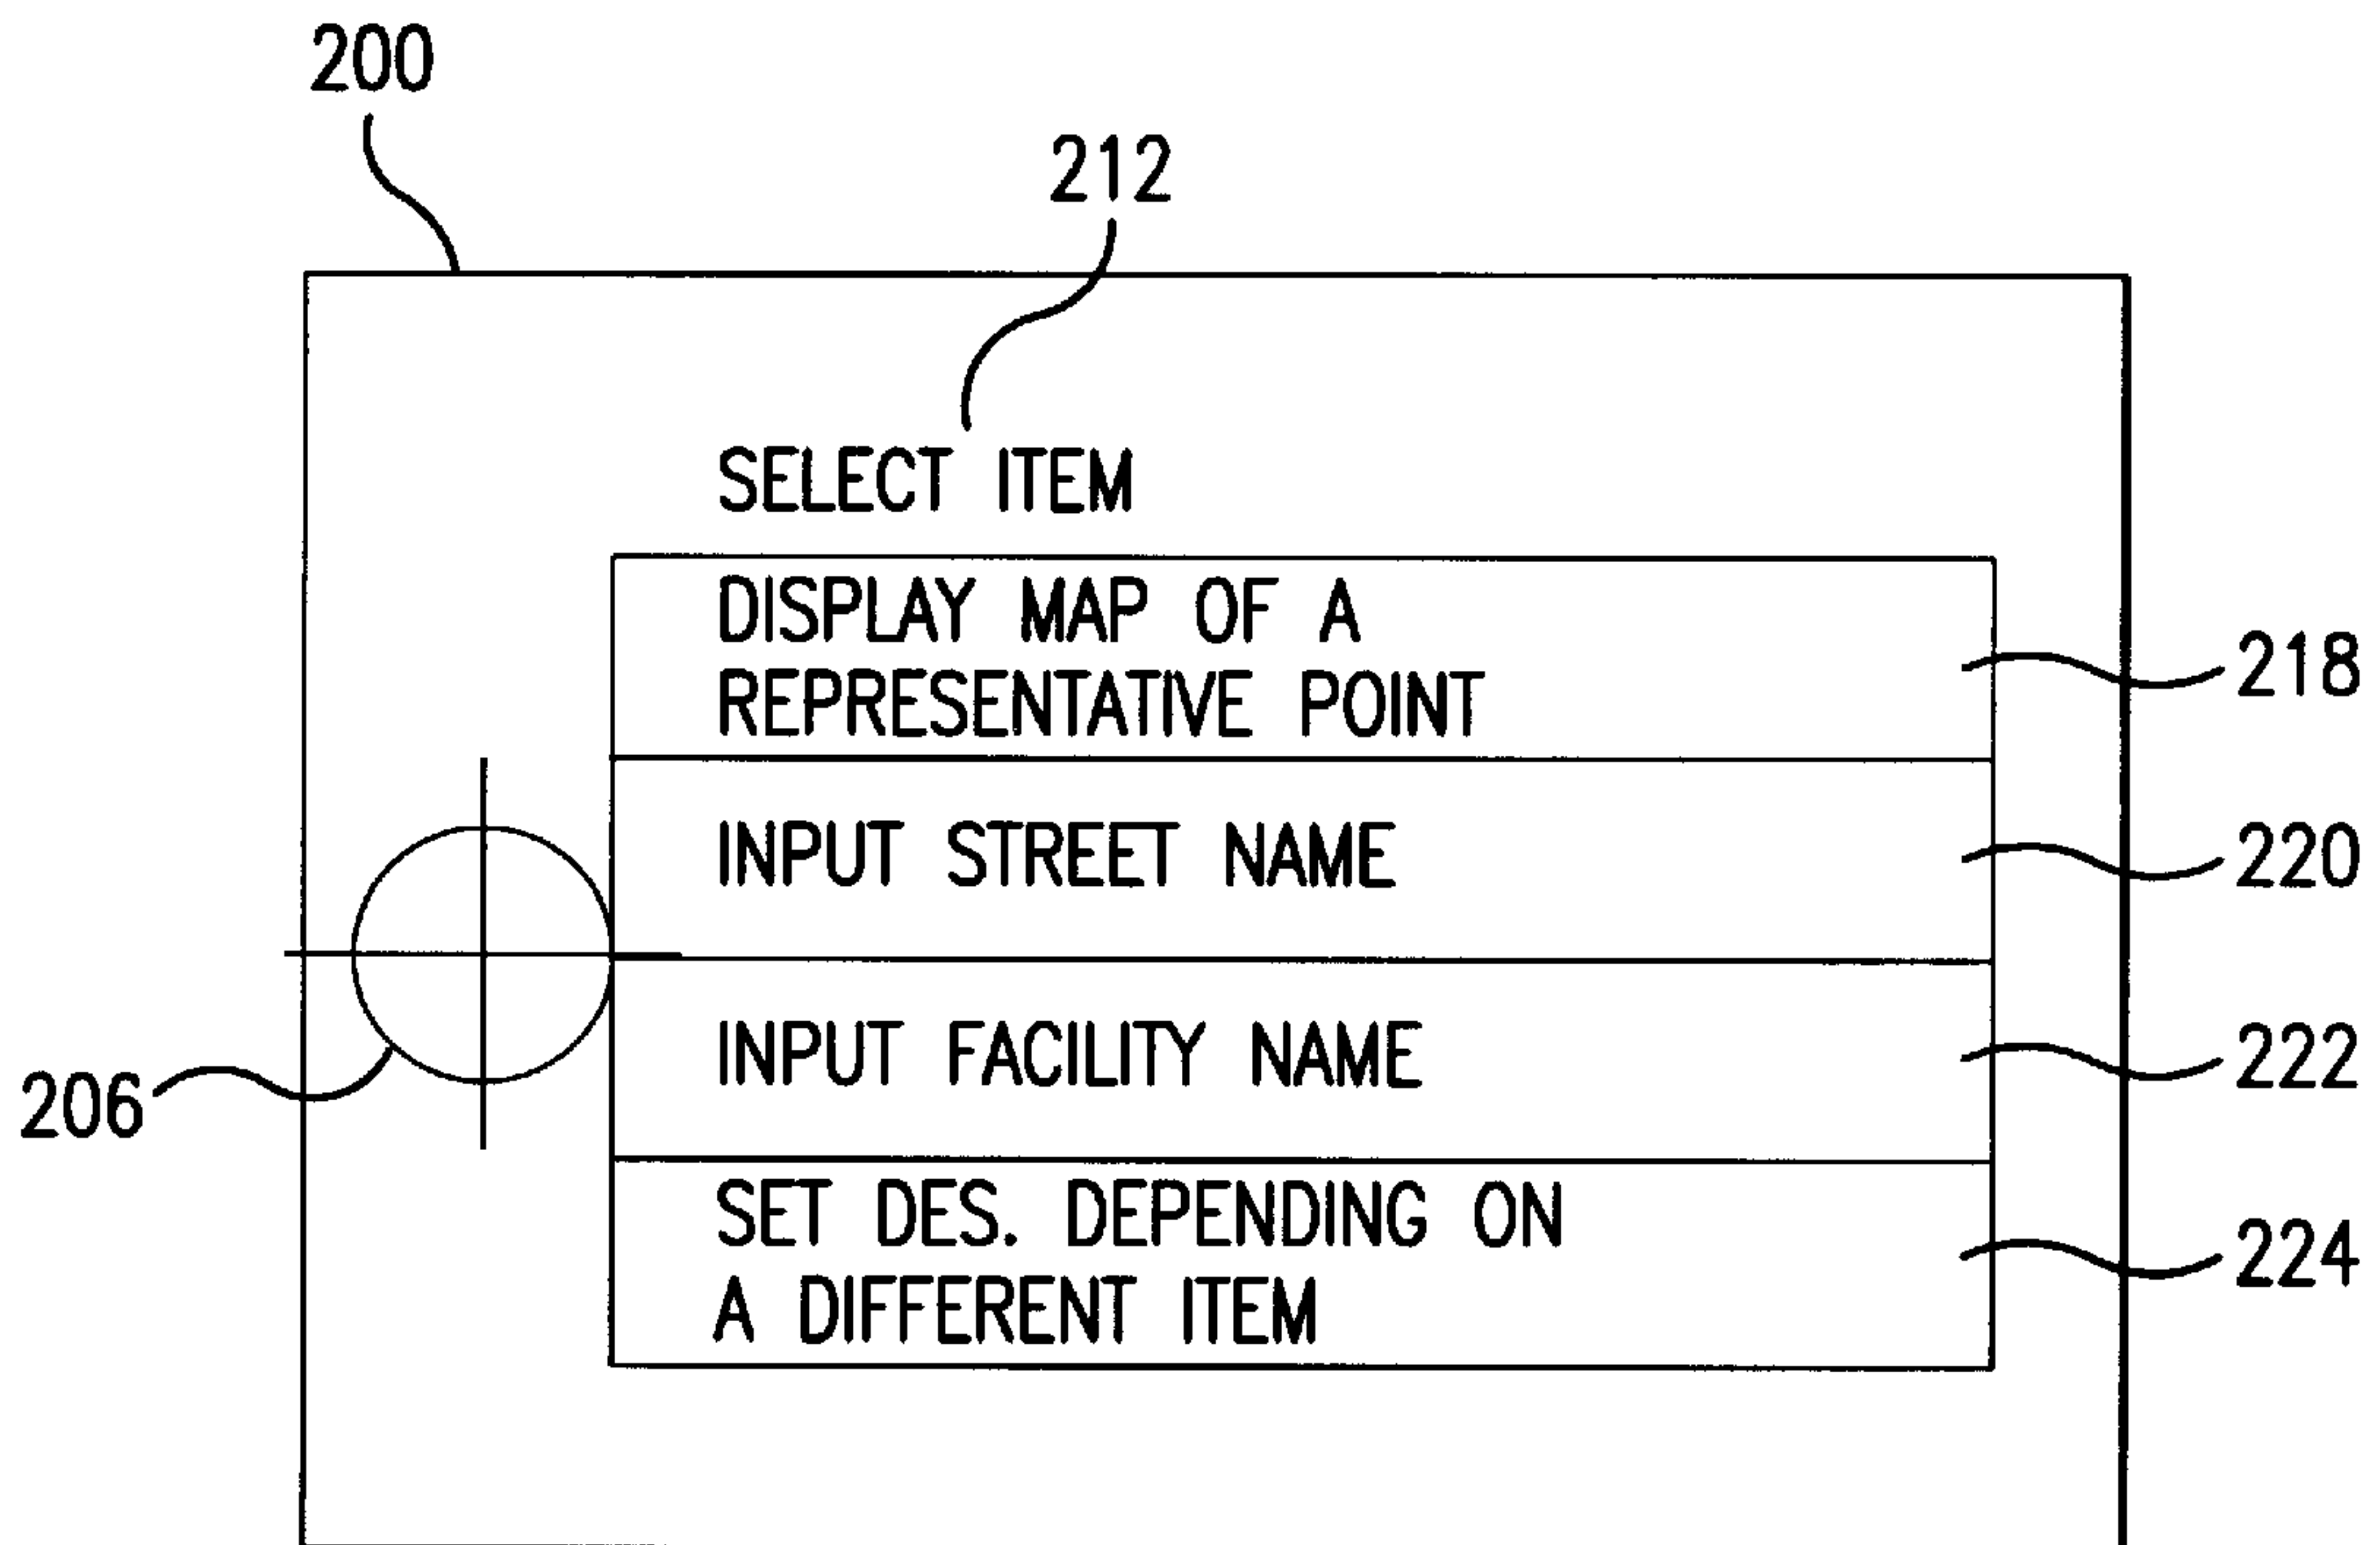 200
212
SELECT ITEM
DISPLAY MAP OF A
REPRESENTATIVE POINT
218
INPUT STREET NAME
220
INPUT FACILITY NAME
222
206
SET DES. DEPENDING ON
A DIFFERENT ITEM
224